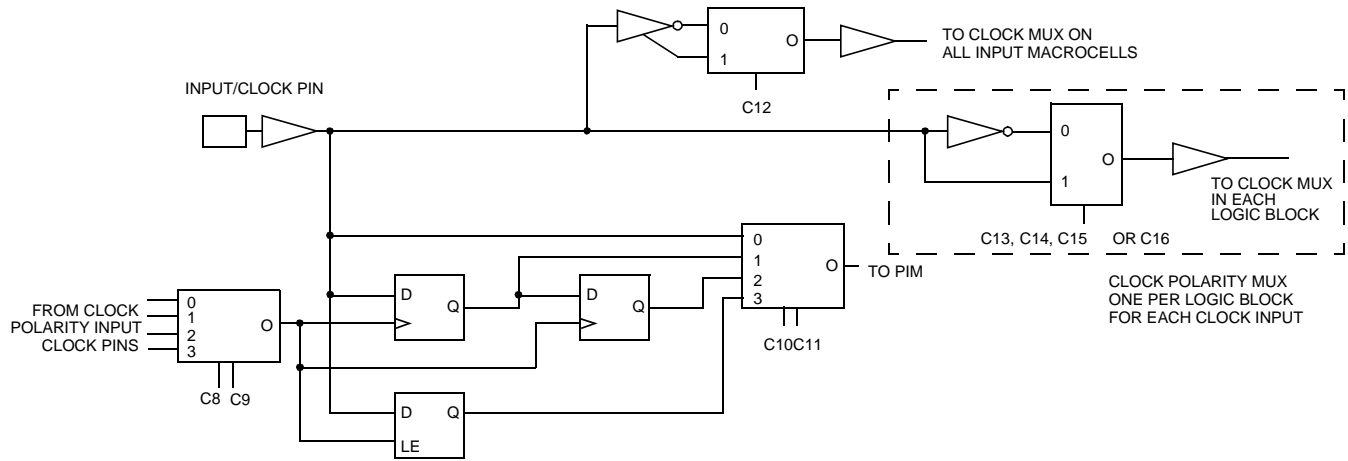 0
1
O
TO CLOCK MUX ON
ALL INPUT MACROCELLS
C12
INPUT/CLOCK PIN
0
1
O
TO CLOCK MUX
IN EACH
LOGIC BLOCK
C13, C14, C15 OR C16
CLOCK POLARITY MUX
ONE PER LOGIC BLOCK
FOR EACH CLOCK INPUT
0
1
2
3
O
TO PIM
C10C11
D
Q
D
Q
FROM CLOCK
POLARITY INPUT
CLOCK PINS
0
1
2
3
O
C8 C9
D
Q
LE